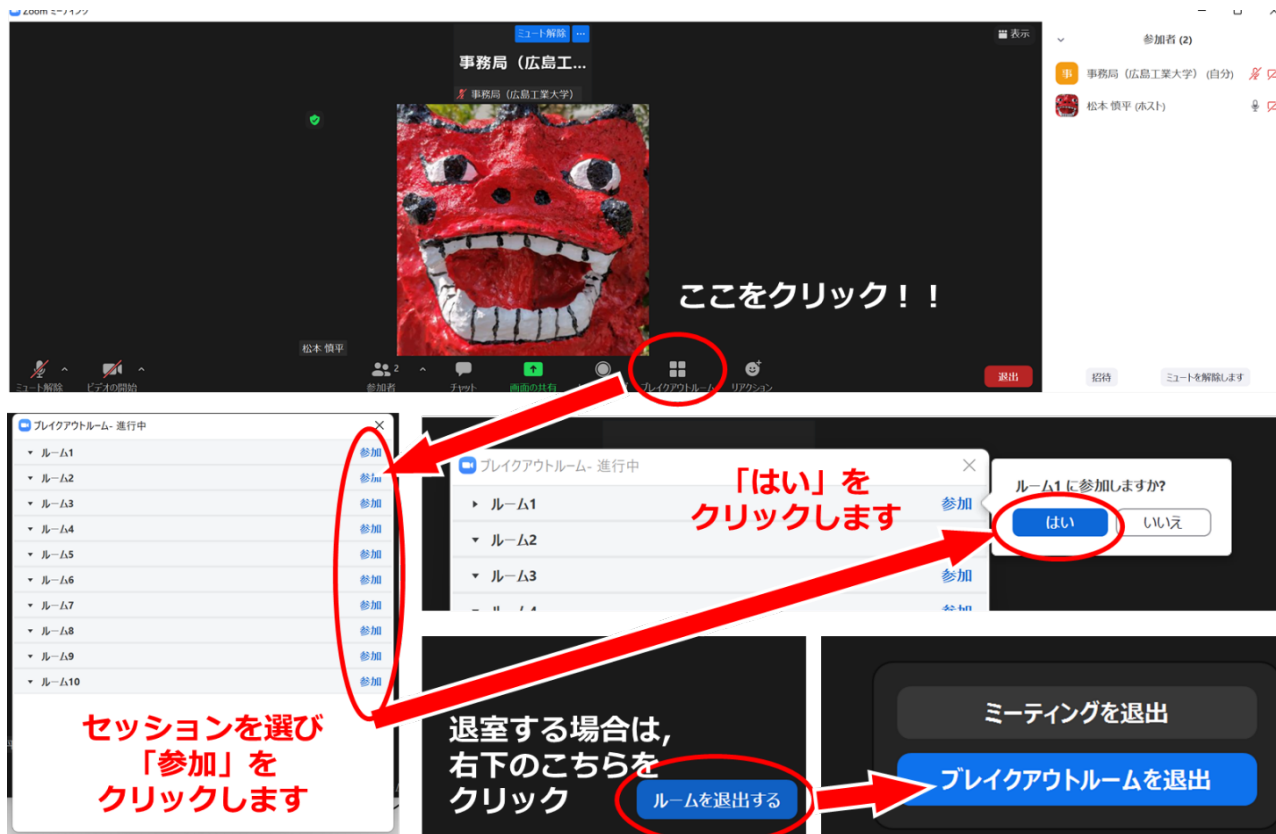 Zoom ミーティング
ミュート解除 …
表示
参加者 (2)
事務局（広島工...
事務局（広島工業大学）
事 事務局（広島工業大学） (自分)
松本 慎平 (ホスト)
ここをクリック！！
松本 慎平
ミュート解除 ビデオの開始 参加者 2 チャット 画面の共有 ブレイクアウトルーム リアクション 退出
招待 ミュートを解除します
ブレイクアウトルーム - 進行中
ルーム1 参加
ルーム2 参加
ルーム3 参加
ルーム4 参加
ルーム5 参加
ルーム6 参加
ルーム7 参加
ルーム8 参加
ルーム9 参加
ルーム10 参加
セッションを選び
「参加」を
クリックします
ブレイクアウトルーム - 進行中
ルーム1 参加
ルーム2
ルーム3 参加
「はい」を
クリックします
ルーム1 に参加しますか?
はい いいえ
退室する場合は,
右下のこちらを
クリック
ルームを退出する
ミーティングを退出
ブレイクアウトルームを退出